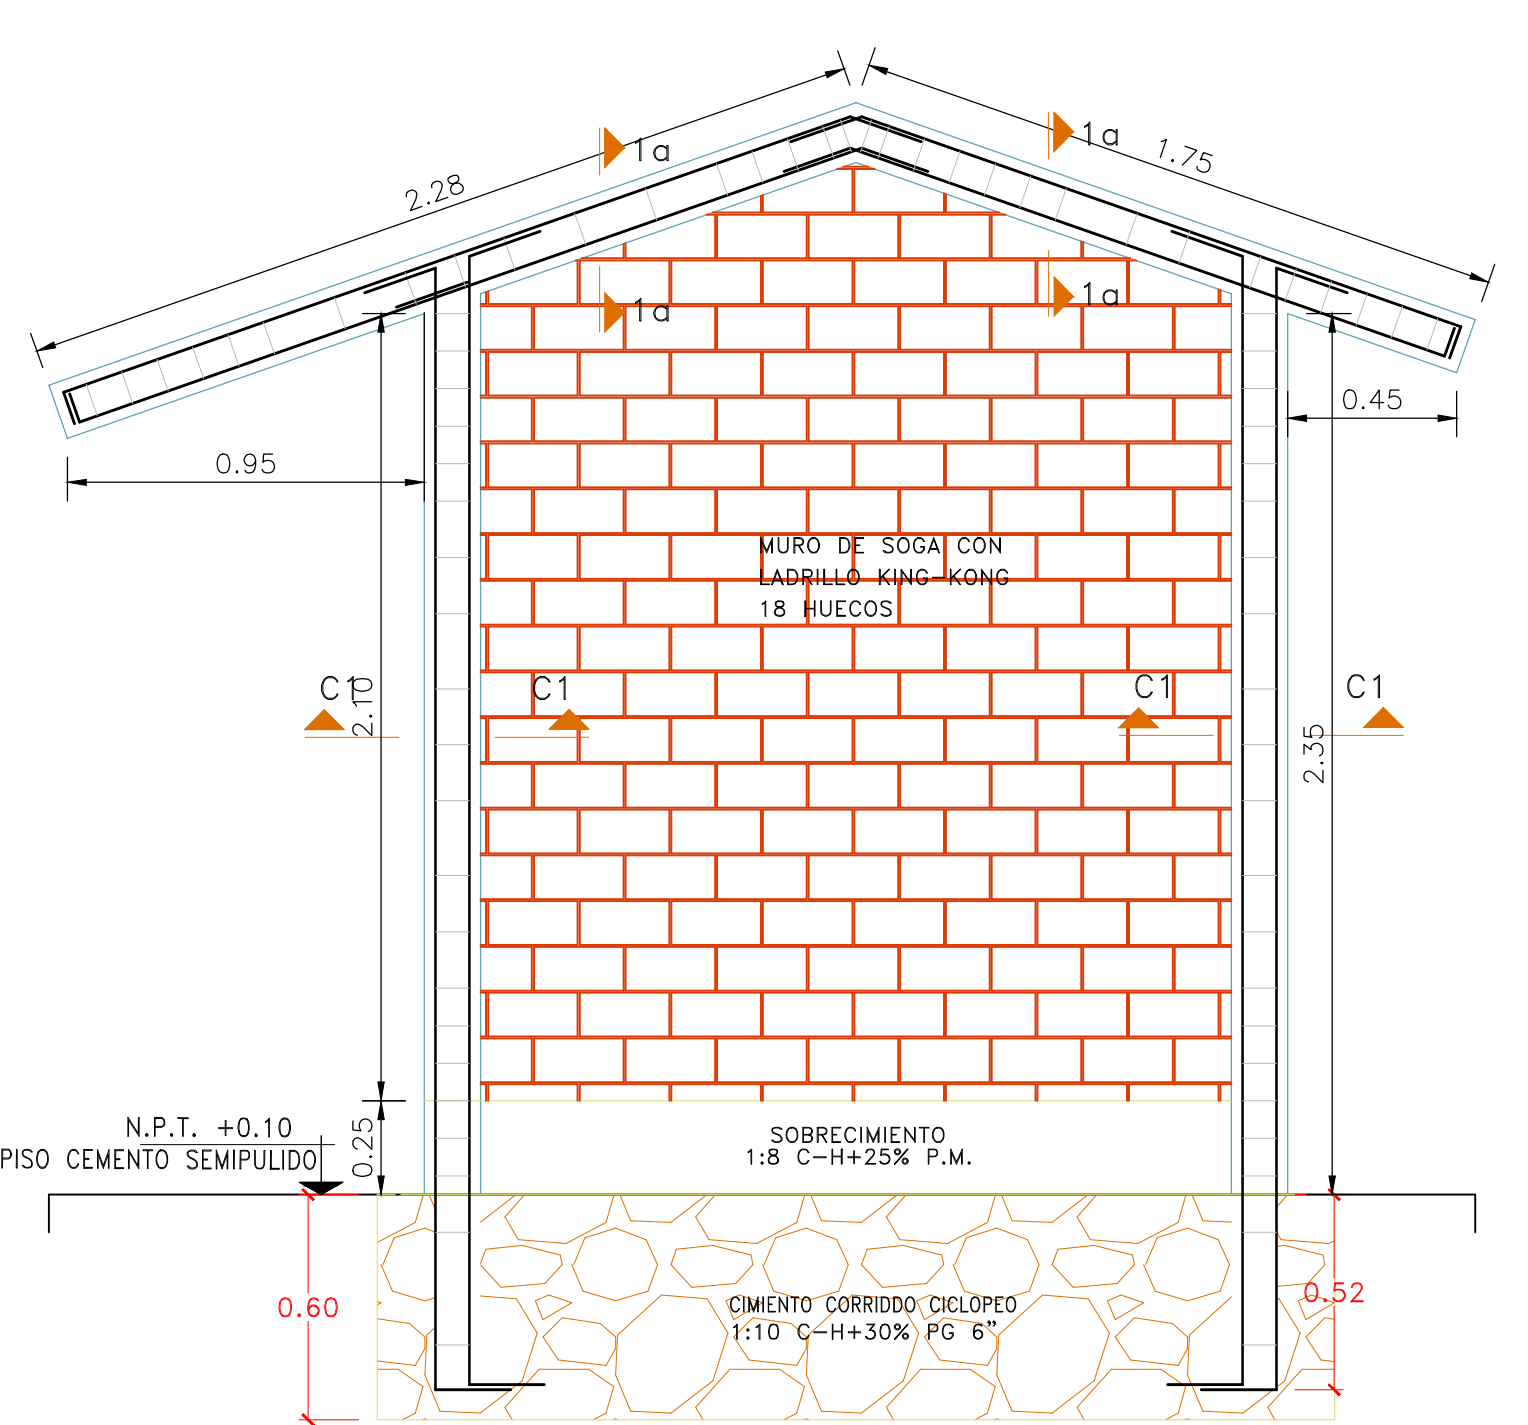 1a
1a
1.75
2.28
1a
1a
0.45
0.95
MURO DE SOGA CON
LADRILLO KING-KONG
18 HUECOS
C1
C1
C1
C1
2.10
2.35
N.P.T. +0.10
PISO CEMENTO SEMIPULIDO
0.25
SOBRECIMIENTO
1:8 C-H+25% P.M.
0.60
0.52
CIMIENTO CORRIDDO CICLOPEO
1:10 C-H+30% PG 6”